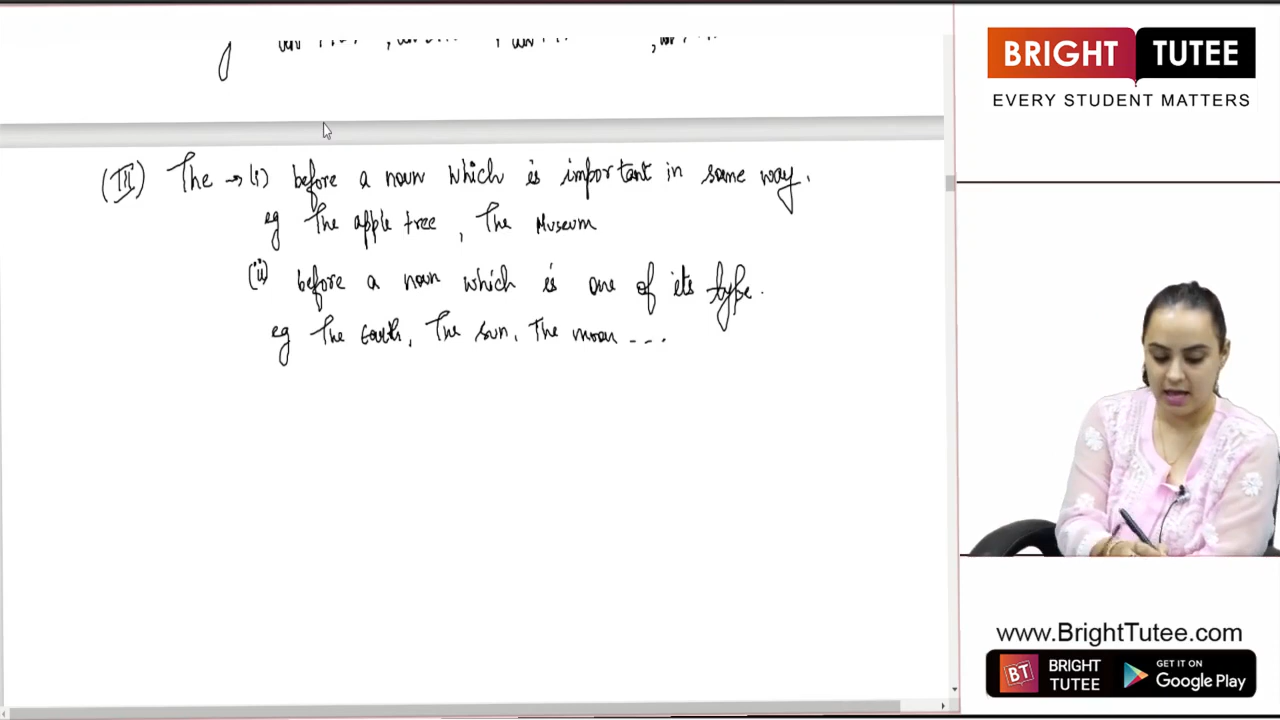 (III) The → (i) before a noun which is important in some way.
eg The apple tree, The Museum
(ii) before a noun which is one of its type.
eg The Earth, The sun, The moon ---.
BRIGHT TUTEE
EVERY STUDENT MATTERS
www.BrightTutee.com
BT BRIGHT TUTEE
GET IT ON Google Play